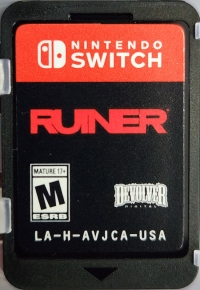 NINTENDO
SWITCH
RUINER
MATURE 17+
M
ESRB
DEVOLVER
DIGITAL
LA-H-AVJCA-USA